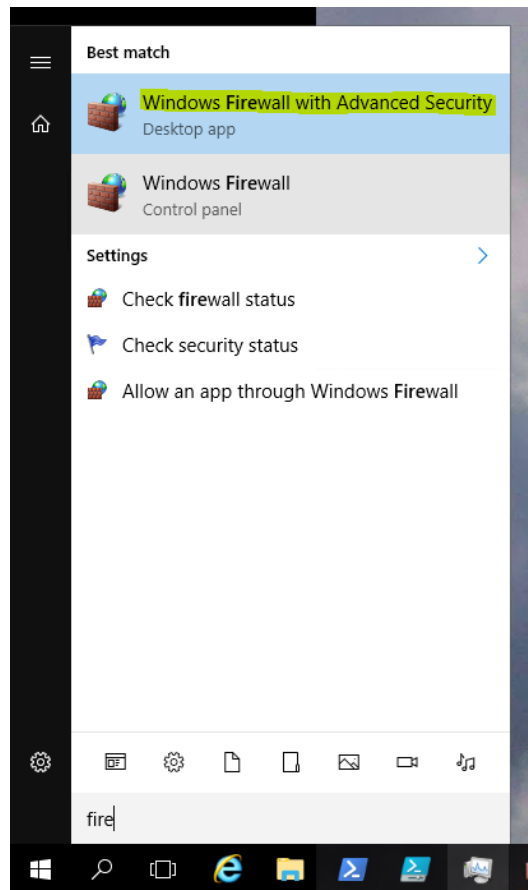 Best match
Windows Firewall with Advanced Security
Desktop app
Windows Firewall
Control panel
Settings
Check firewall status
Check security status
Allow an app through Windows Firewall
fire